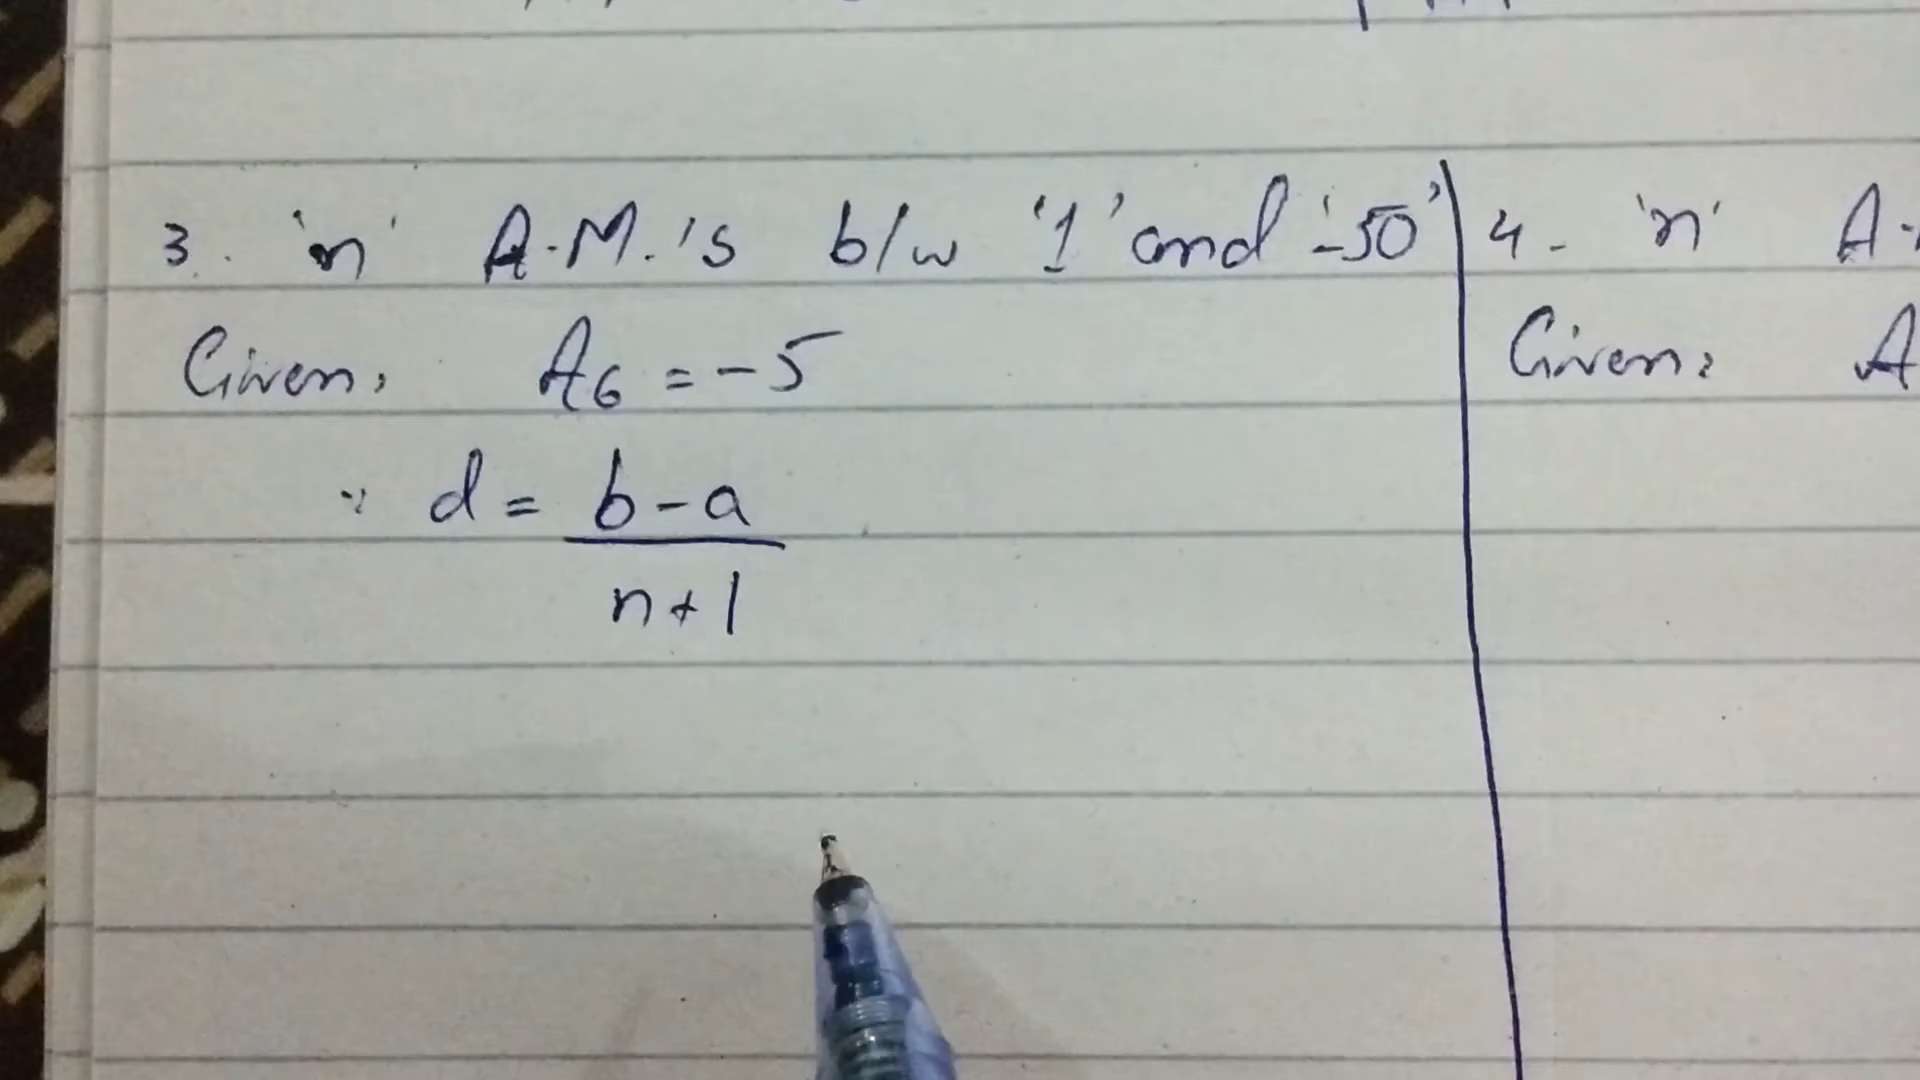 3. 'n' A.M.'s b/w '1' and '-50'
Given, A6 = -5
∵ d = b-a
n+1
4- 'n' A.
Given: A